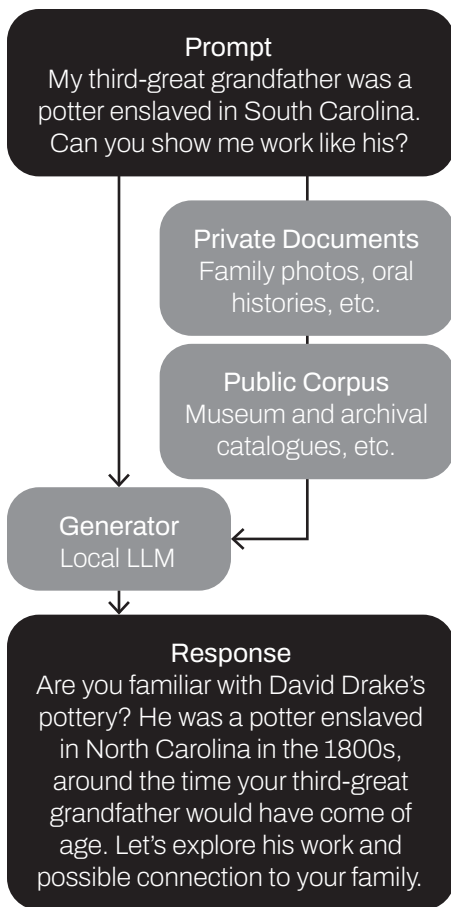 Prompt
My third-great grandfather was a
potter enslaved in South Carolina.
Can you show me work like his?
Private Documents
Family photos, oral
histories, etc.
Public Corpus
Museum and archival
catalogues, etc.
Generator
Local LLM
Response
Are you familiar with David Drake’s
pottery? He was a potter enslaved
in North Carolina in the 1800s,
around the time your third-great
grandfather would have come of
age. Let’s explore his work and
possible connection to your family.